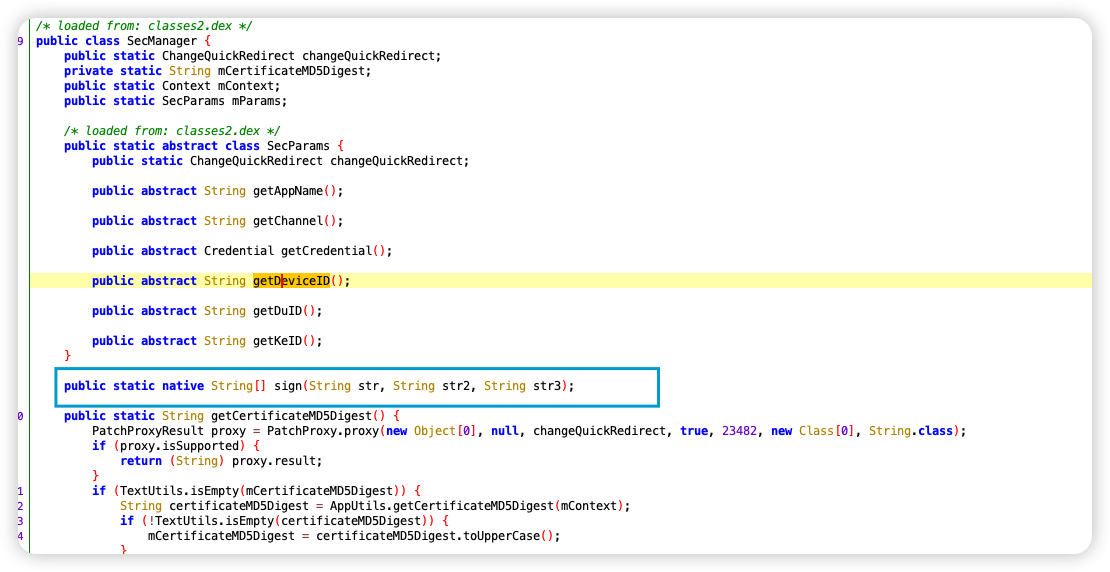 /* loaded from: classes2.dex */
9 public class SecManager {
public static ChangeQuickRedirect changeQuickRedirect;
private static String mCertificateMD5Digest;
public static Context mContext;
public static SecParams mParams;
/* loaded from: classes2.dex */
public static abstract class SecParams {
public static ChangeQuickRedirect changeQuickRedirect;
public abstract String getAppName();
public abstract String getChannel();
public abstract Credential getCredential();
public abstract String getDeviceID();
public abstract String getDuID();
public abstract String getKeID();
}
public static native String[] sign(String str, String str2, String str3);
0 public static String getCertificateMD5Digest() {
PatchProxyResult proxy = PatchProxy.proxy(new Object[0], null, changeQuickRedirect, true, 23482, new Class[0], String.class);
if (proxy.isSupported) {
return (String) proxy.result;
}
1 if (TextUtils.isEmpty(mCertificateMD5Digest)) {
2 String certificateMD5Digest = AppUtils.getCertificateMD5Digest(mContext);
3 if (!TextUtils.isEmpty(certificateMD5Digest)) {
4 mCertificateMD5Digest = certificateMD5Digest.toUpperCase();
}